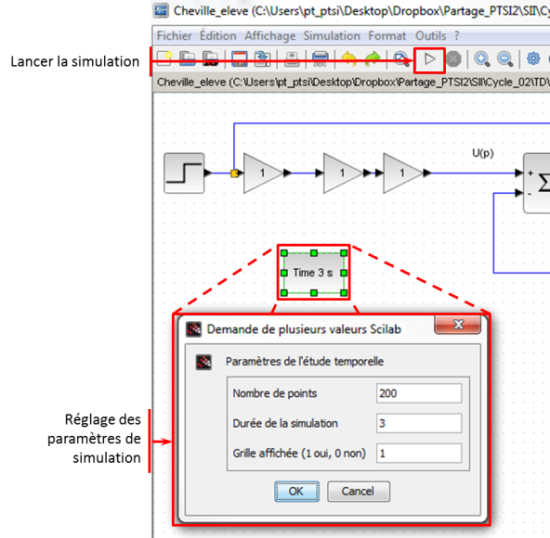 Cheville_eleve (C:\Users\pt_ptsi\Desktop\Dropbox\Partage_PTSI2\SII\Cyc
Fichier Édition Affichage Simulation Format Outils ?
Lancer la simulation
Cheville_eleve (C:\Users\pt_ptsi\Desktop\Dropbox\Partage_PTSI2\SII\Cycle_02\TD\
U(p)
1
1
1
+
Σ
-
Time 3 s
Demande de plusieurs valeurs Scilab
x
Paramètres de l'étude temporelle
Nombre de points 200
Durée de la simulation 3
Grille affichée (1 oui, 0 non) 1
OK Cancel
Réglage des
paramètres de
simulation